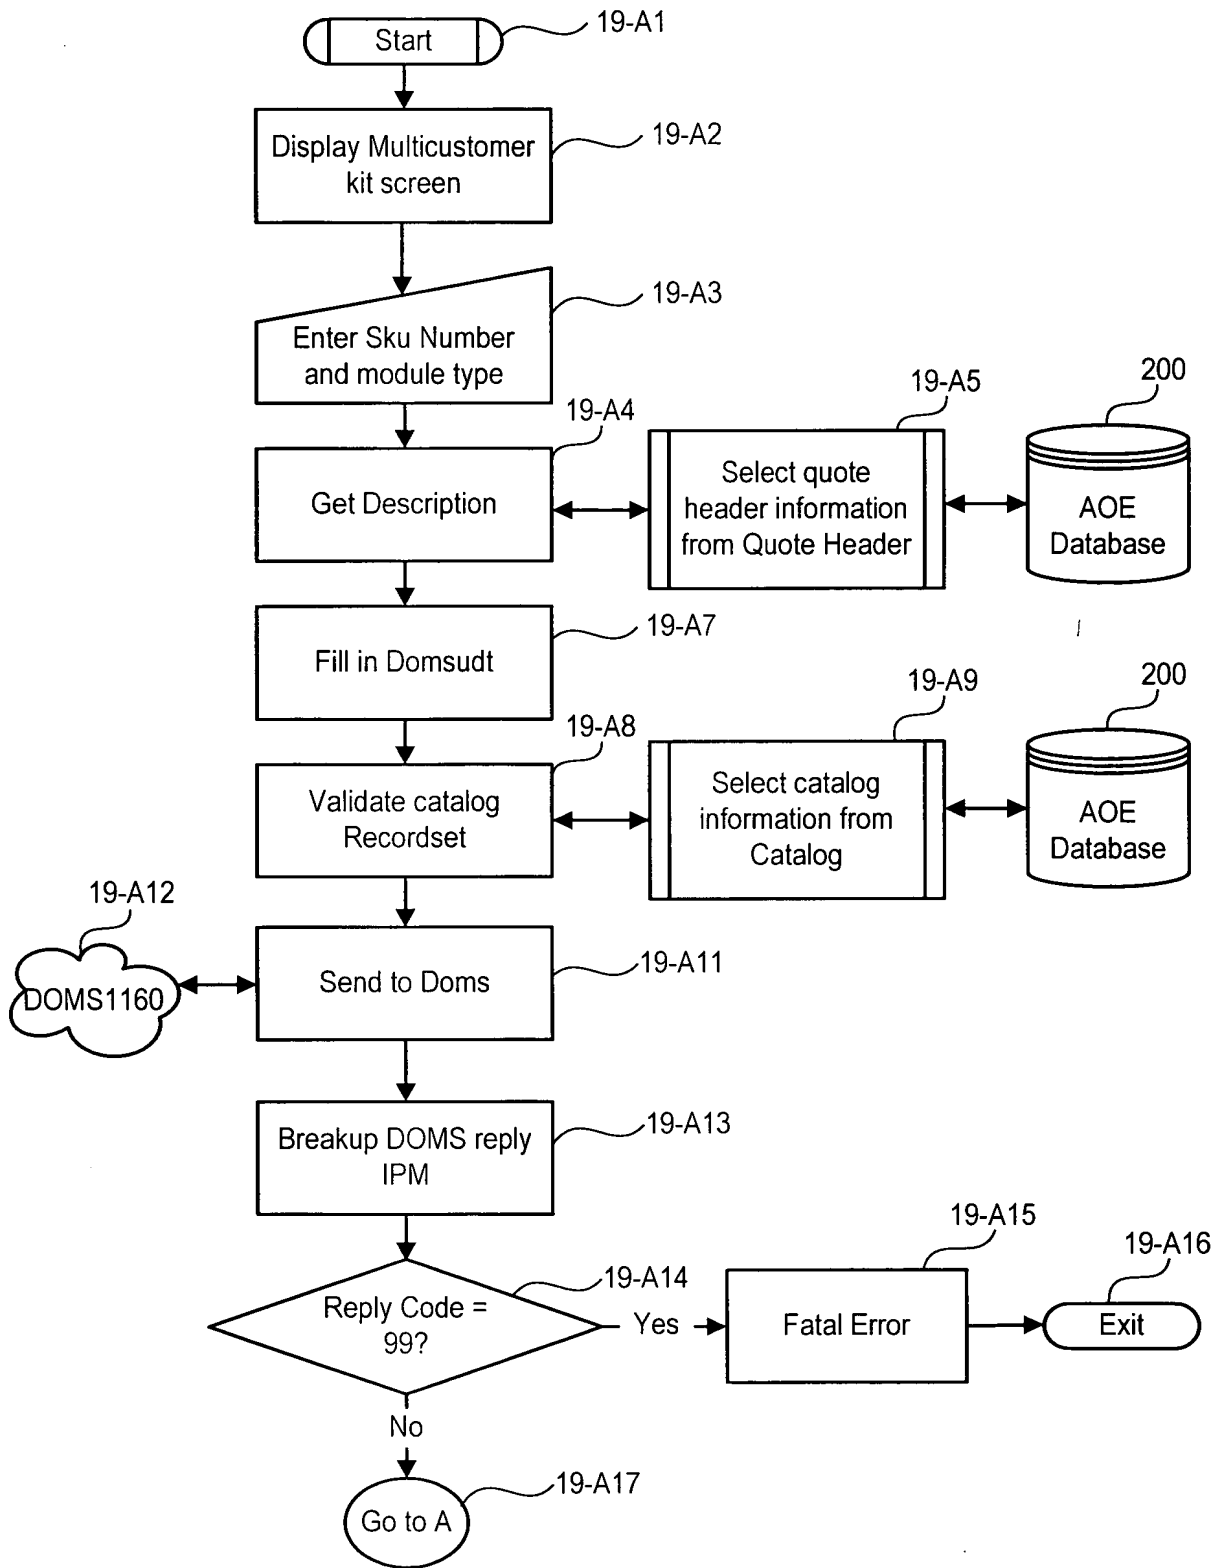 Start
19-A1
Display Multicustomer
kit screen
19-A2
Enter Sku Number
and module type
19-A3
Get Description
19-A4
Select quote
header information
from Quote Header
19-A5
AOE
Database
200
Fill in Domsudt
19-A7
Validate catalog
Recordset
19-A8
Select catalog
information from
Catalog
19-A9
AOE
Database
200
19-A12
DOMS1160
Send to Doms
19-A11
Breakup DOMS reply
IPM
19-A13
Reply Code =
99?
19-A14
Yes
Fatal Error
19-A15
Exit
19-A16
No
Go to A
19-A17